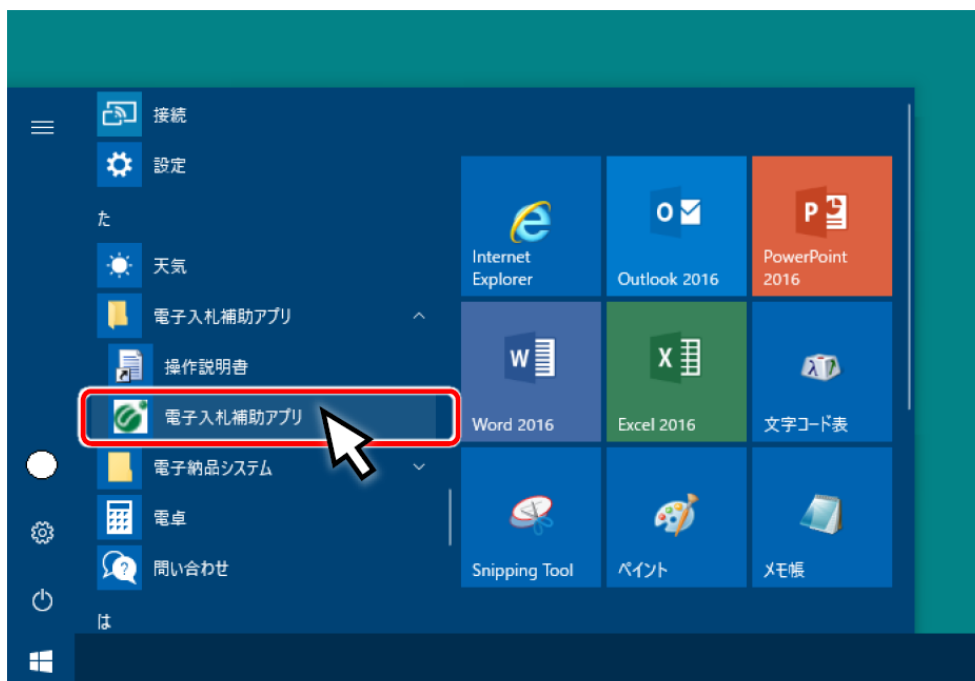 接続
設定
た
天気
電子入札補助アプリ
操作説明書
電子入札補助アプリ
電子納品システム
電卓
問い合わせ
は
Internet
Explorer
Outlook 2016
PowerPoint
2016
Word 2016
Excel 2016
文字コード表
Snipping Tool
ペイント
メモ帳